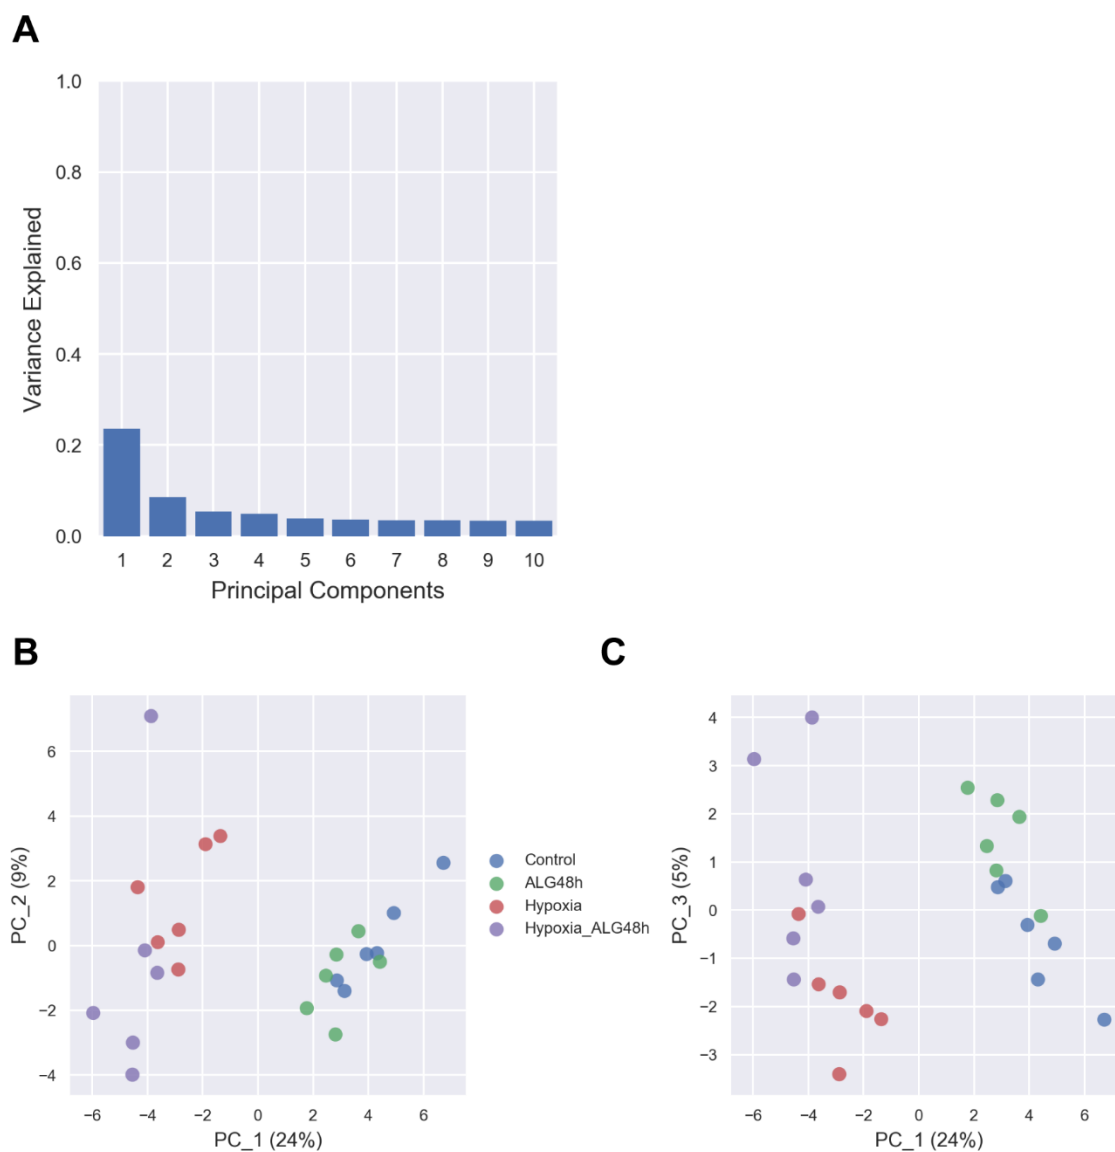 A
1.0
0.8
0.6
0.4
0.2
0.0
Variance Explained
1 2 3 4 5 6 7 8 9 10
Principal Components
B
6
4
2
0
−2
−4
PC_2 (9%)
−6 −4 −2 0 2 4 6
PC_1 (24%)
Control
ALG48h
Hypoxia
Hypoxia_ALG48h
C
4
3
2
1
0
−1
−2
−3
PC_3 (5%)
−6 −4 −2 0 2 4 6
PC_1 (24%)